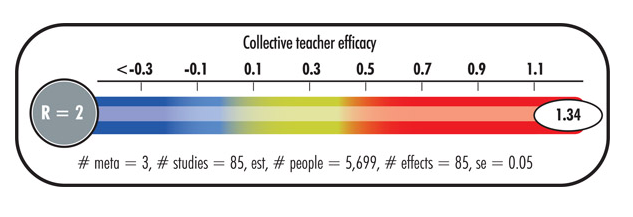 Collective teacher efficacy
<-0.3 -0.1 0.1 0.3 0.5 0.7 0.9 1.1
R = 2 1.34
# meta = 3, # studies = 85, est, # people = 5,699, # effects = 85, se = 0.05